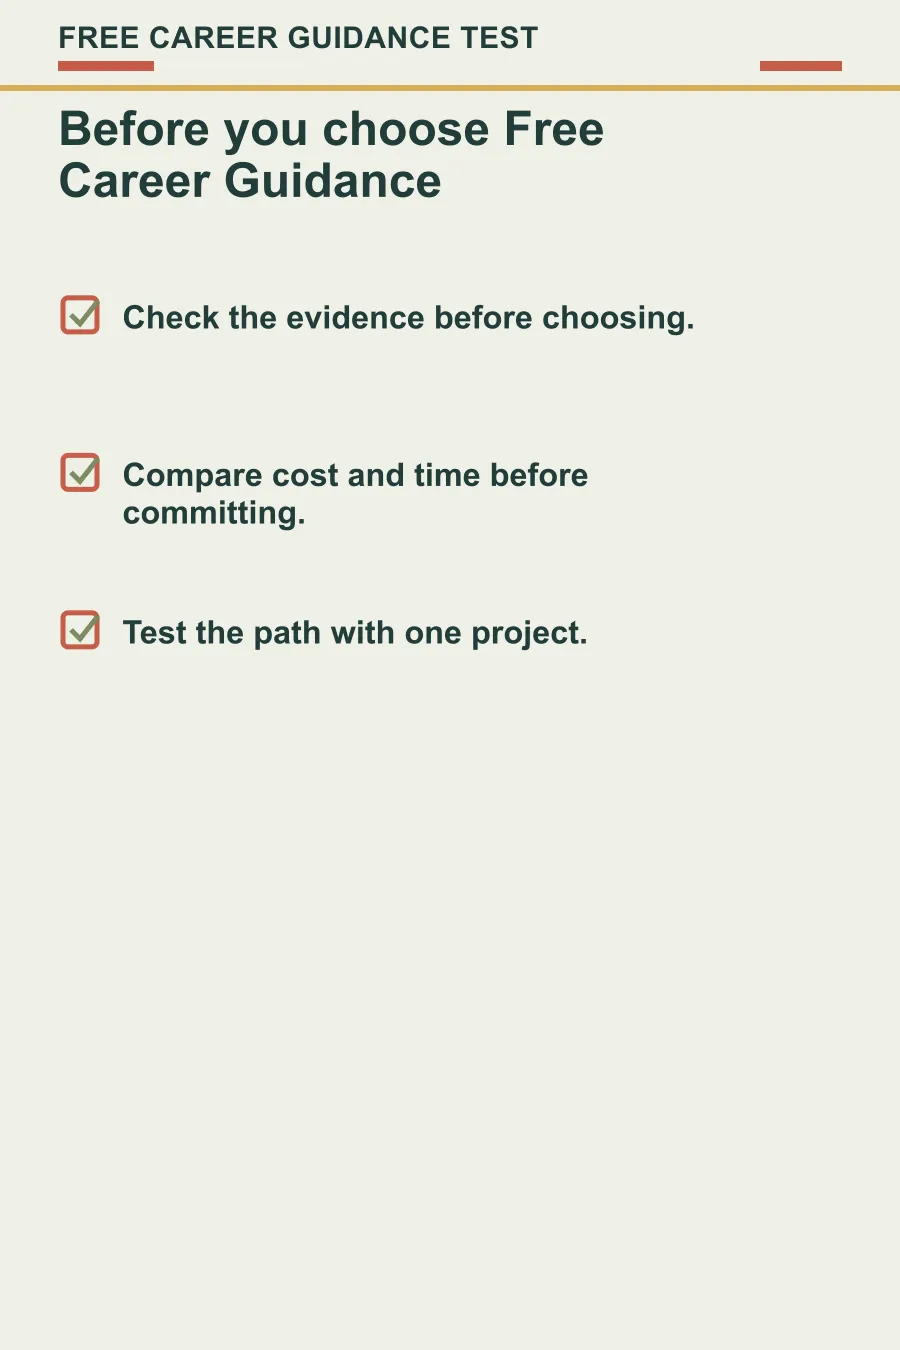 FREE CAREER GUIDANCE TEST
Before you choose Free
Career Guidance
Check the evidence before choosing.
Compare cost and time before
committing.
Test the path with one project.